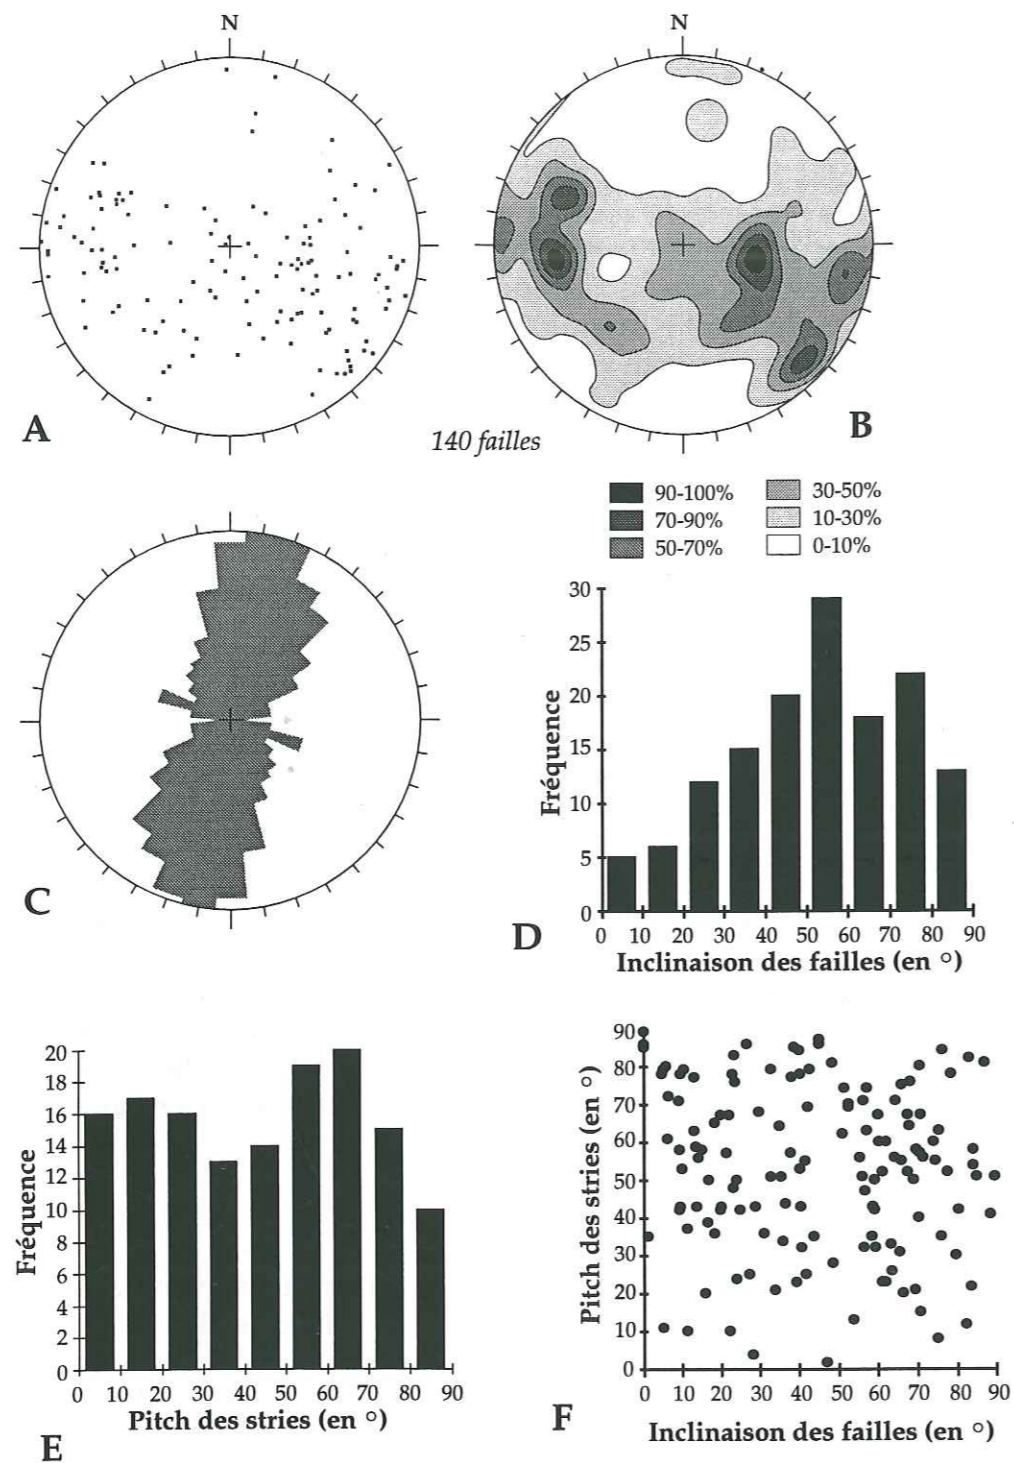 N
N
A
B
140 failles
90-100%
70-90%
50-70%
30-50%
10-30%
0-10%
C
30
25
20
15
10
5
0
Fréquence
0 10 20 30 40 50 60 70 80 90
Inclinaison des failles (en °)
D
20
18
16
14
12
10
8
6
4
2
0
Fréquence
0 10 20 30 40 50 60 70 80 90
Pitch des stries (en °)
E
90
80
70
60
50
40
30
20
10
0
Pitch des stries (en °)
0 10 20 30 40 50 60 70 80 90
Inclinaison des failles (en °)
F